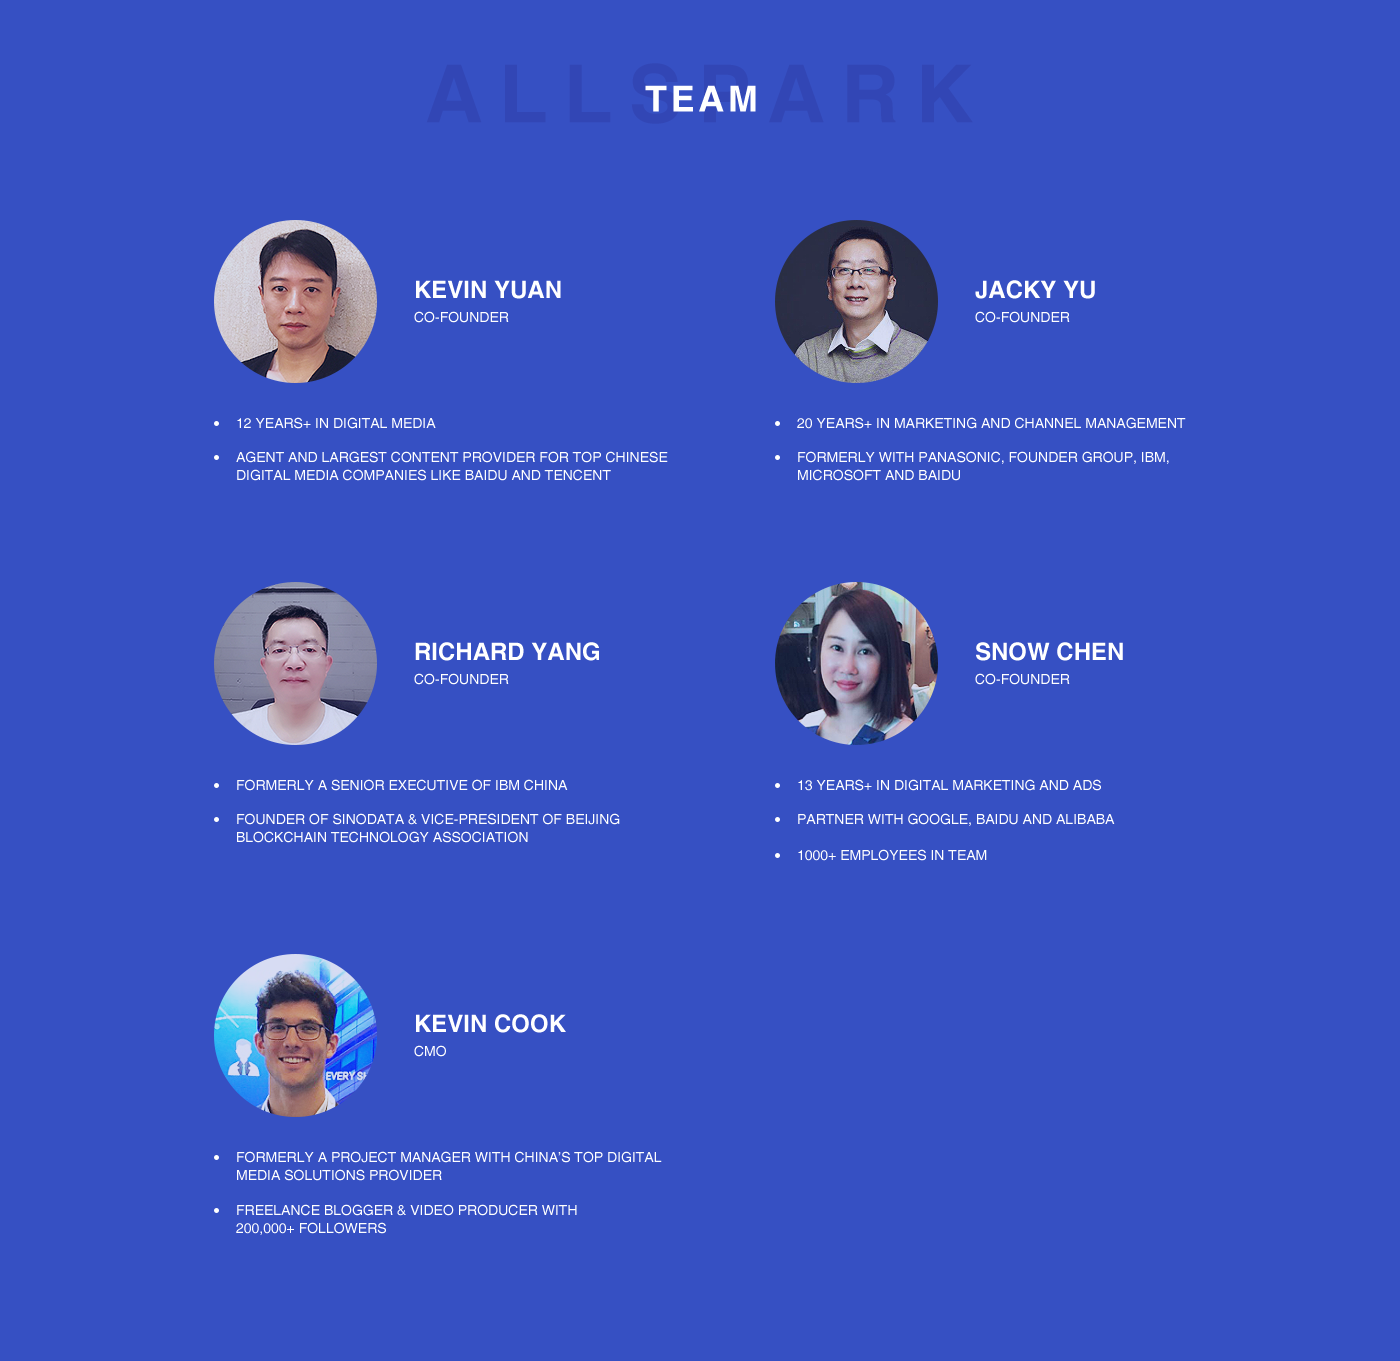 ALLSPARK
TEAM
KEVIN YUAN
CO-FOUNDER
• 12 YEARS+ IN DIGITAL MEDIA
• AGENT AND LARGEST CONTENT PROVIDER FOR TOP CHINESE
DIGITAL MEDIA COMPANIES LIKE BAIDU AND TENCENT
JACKY YU
CO-FOUNDER
• 20 YEARS+ IN MARKETING AND CHANNEL MANAGEMENT
• FORMERLY WITH PANASONIC, FOUNDER GROUP, IBM,
MICROSOFT AND BAIDU
RICHARD YANG
CO-FOUNDER
• FORMERLY A SENIOR EXECUTIVE OF IBM CHINA
• FOUNDER OF SINODATA & VICE-PRESIDENT OF BEIJING
BLOCKCHAIN TECHNOLOGY ASSOCIATION
SNOW CHEN
CO-FOUNDER
• 13 YEARS+ IN DIGITAL MARKETING AND ADS
• PARTNER WITH GOOGLE, BAIDU AND ALIBABA
• 1000+ EMPLOYEES IN TEAM
EVERY
KEVIN COOK
CMO
• FORMERLY A PROJECT MANAGER WITH CHINA'S TOP DIGITAL
MEDIA SOLUTIONS PROVIDER
• FREELANCE BLOGGER & VIDEO PRODUCER WITH
200,000+ FOLLOWERS